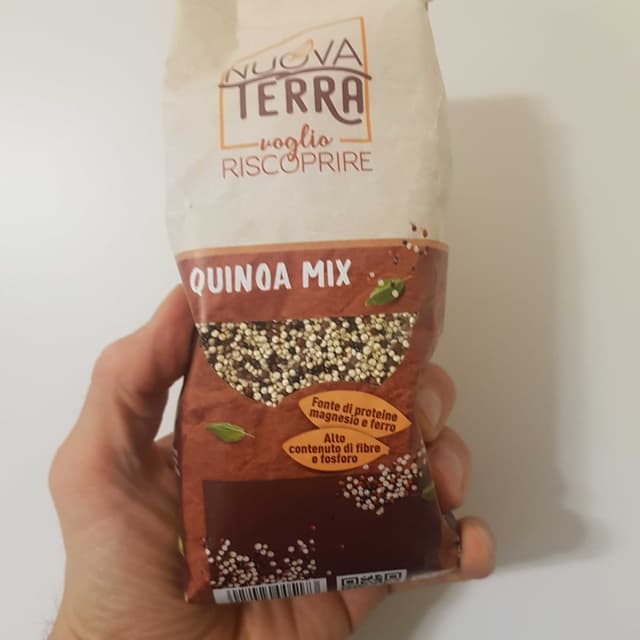 NUOVA
TERRA
voglio
RISCOPRIRE
QUINOA MIX
Fonte di proteine
magnesio e ferro
Alto
contenuto di fibre
e fosforo